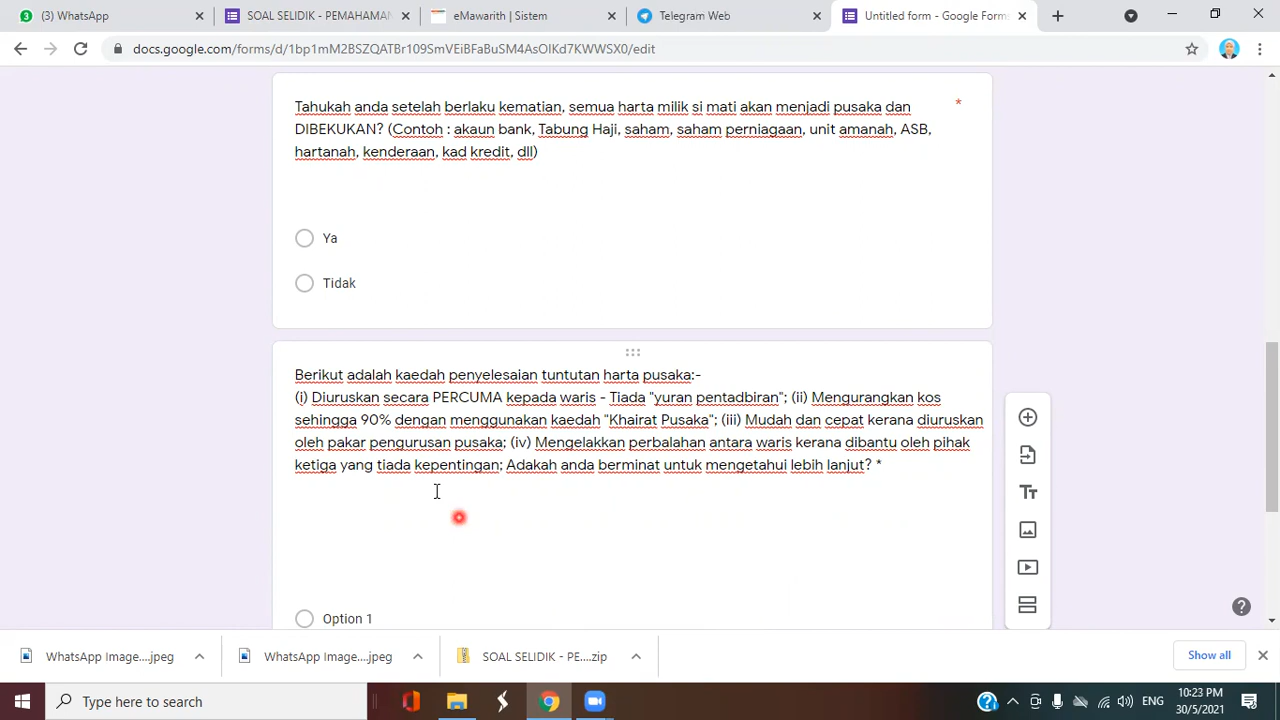 (3) WhatsApp
SOAL SELIDIK - PEMAHAMAN
eMawarith | Sistem
Telegram Web
Untitled form - Google Forms
docs.google.com/forms/d/1bp1mM2BSZQATBr109SmVEiBFaBuSM4AsOIKd7KWWSX0/edit
Tahukah anda setelah berlaku kematian, semua harta milik si mati akan menjadi pusaka dan *
DIBEKUKAN? (Contoh : akaun bank, Tabung Haji, saham, saham perniagaan, unit amanah, ASB,
hartanah, kenderaan, kad kredit, dll)
Ya
Tidak
Berikut adalah kaedah penyelesaian tuntutan harta pusaka:-
(i) Diuruskan secara PERCUMA kepada waris - Tiada "yuran pentadbiran"; (ii) Mengurangkan kos
sehingga 90% dengan menggunakan kaedah "Khairat Pusaka"; (iii) Mudah dan cepat kerana diuruskan
oleh pakar pengurusan pusaka; (iv) Mengelakkan perbalahan antara waris kerana dibantu oleh pihak
ketiga yang tiada kepentingan; Adakah anda berminat untuk mengetahui lebih lanjut? *
Option 1
WhatsApp Image....jpeg
WhatsApp Image....jpeg
SOAL SELIDIK - PE....zip
Show all
Type here to search
ENG
10:23 PM
30/5/2021